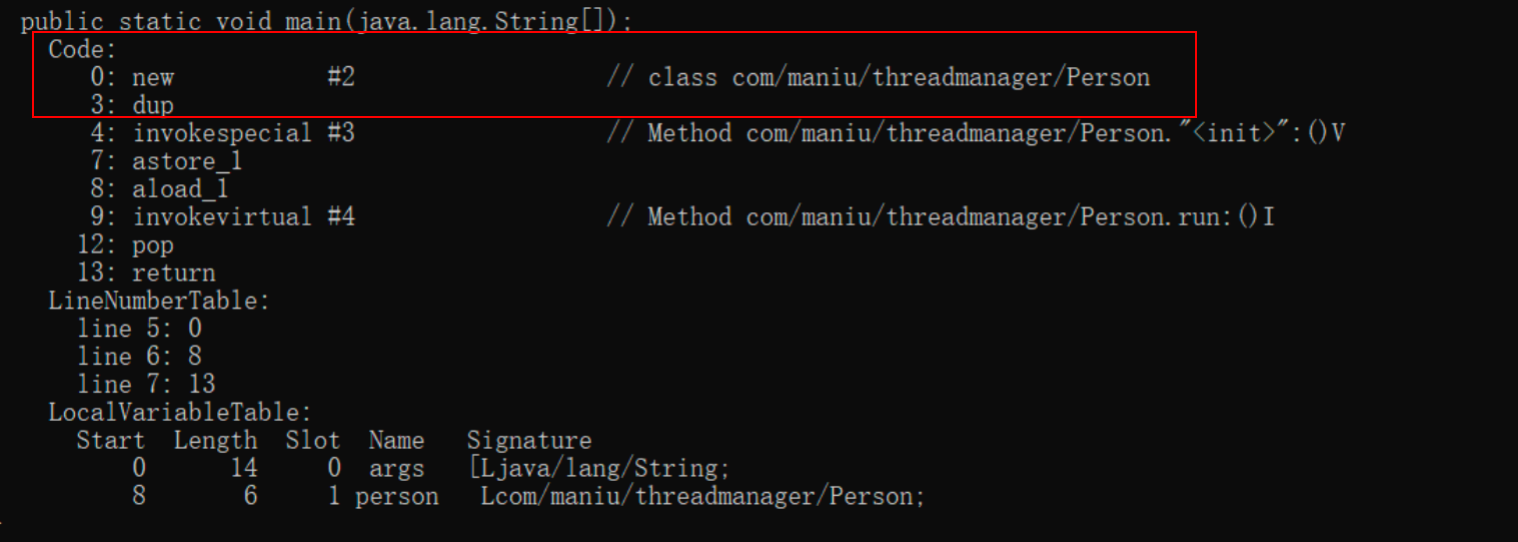 public static void main(java.lang.String[]);
Code:
0: new #2 // class com/maniu/threadmanager/Person
3: dup
4: invokespecial #3 // Method com/maniu/threadmanager/Person."<init>":()V
7: astore_1
8: aload_1
9: invokevirtual #4 // Method com/maniu/threadmanager/Person.run:()I
12: pop
13: return
LineNumberTable:
line 5: 0
line 6: 8
line 7: 13
LocalVariableTable:
Start Length Slot Name Signature
0 14 0 args [Ljava/lang/String;
8 6 1 person Lcom/maniu/threadmanager/Person;